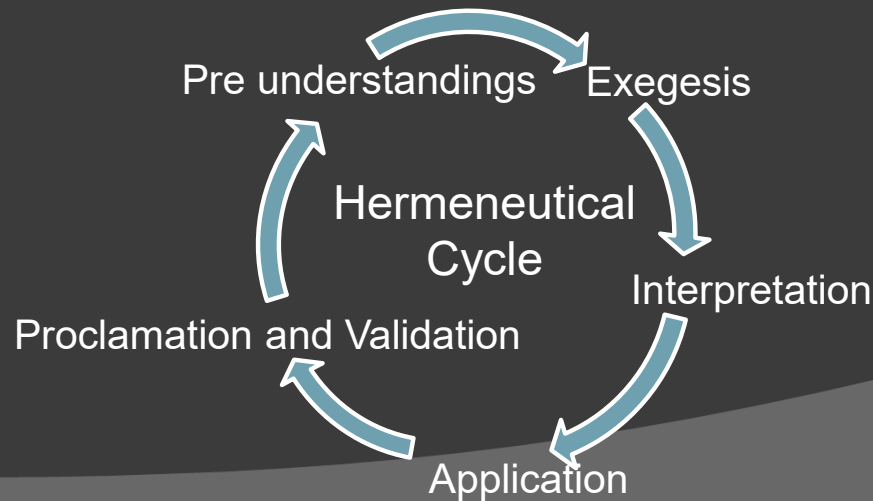 Pre understandings
Exegesis
Hermeneutical
Cycle
Interpretation
Proclamation and Validation
Application